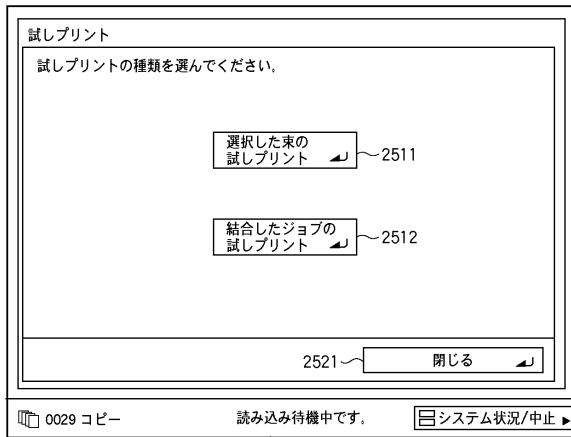 試しプリント
試しプリントの種類を選んでください。
選択した束の
試しプリント
2511
結合したジョブの
試しプリント
2512
2521
閉じる
0029 コピー
読み込み待機中です。
システム状況/中止